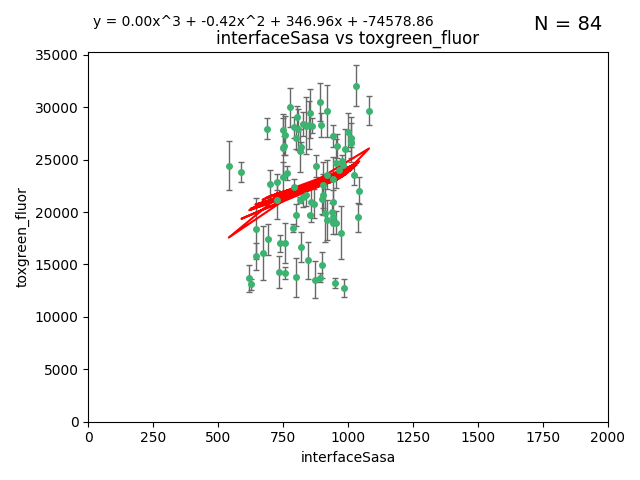 y = 0.00x^3 + -0.42x^2 + 346.96x + -74578.86
N = 84
interfaceSasa vs toxgreen_fluor
35000
30000
25000
20000
15000
10000
5000
0
toxgreen_fluor
0 250 500 750 1000 1250 1500 1750 2000
interfaceSasa